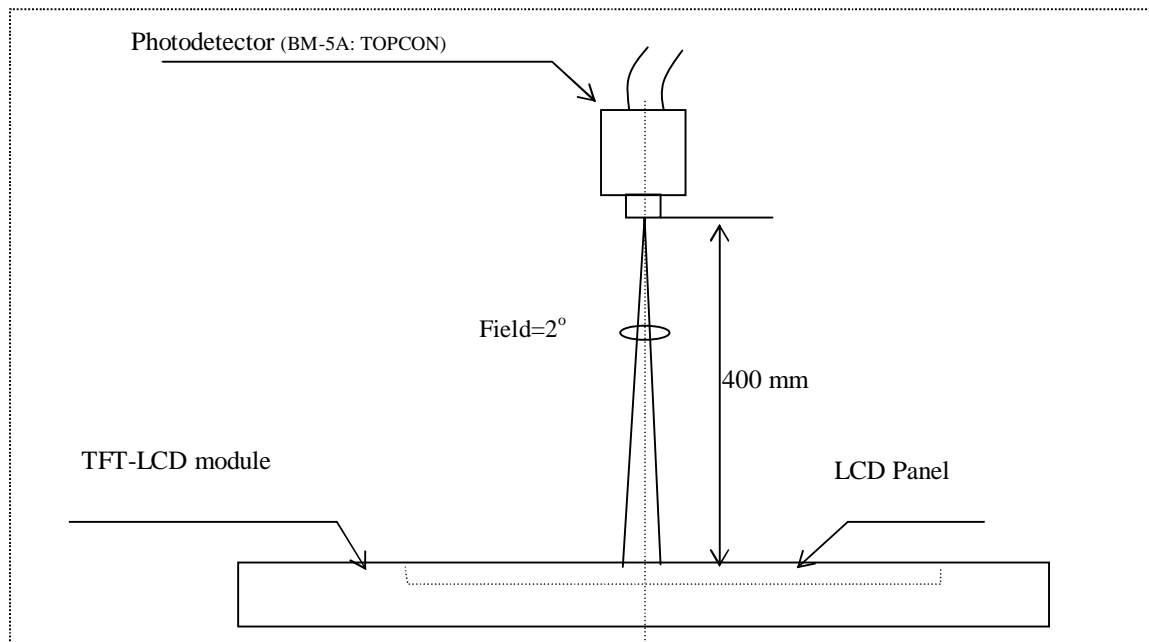 Photodetector (BM-5A: TOPCON)
Field=2°
400 mm
TFT-LCD module
LCD Panel